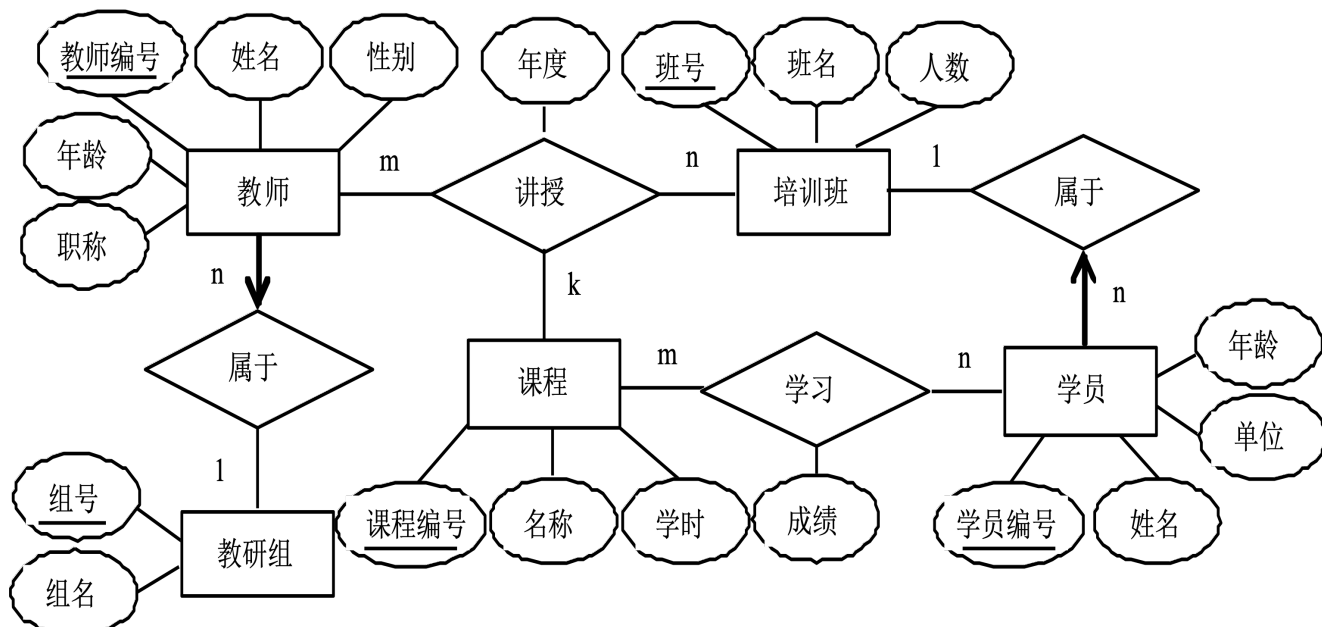 教师编号
姓名
性别
年度
班号
班名
人数
年龄
职称
教师
m
讲授
n
培训班
1
属于
n
k
n
属于
课程
m
学习
n
学员
年龄
单位
1
组号
组名
教研组
课程编号
名称
学时
成绩
学员编号
姓名